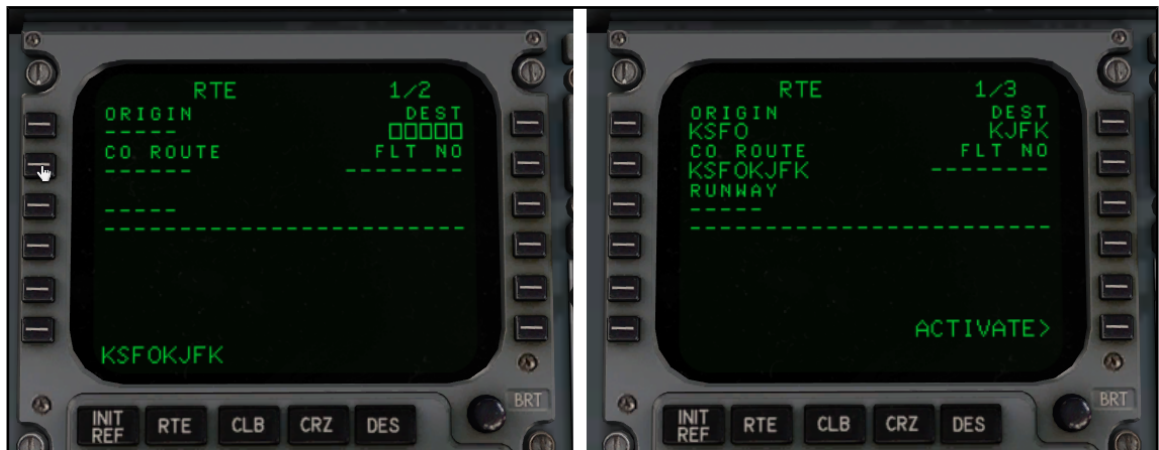 RTE 1/2
ORIGIN DEST
----- □□□□□
CO ROUTE FLT NO
------ --------
-----
------------------------
KSFOKJFK
INIT REF RTE CLB CRZ DES BRT
RTE 1/3
ORIGIN DEST
KSFO KJFK
CO ROUTE FLT NO
KSFOKJFK --------
RUNWAY
-----
------------------------
ACTIVATE>
INIT REF RTE CLB CRZ DES BRT